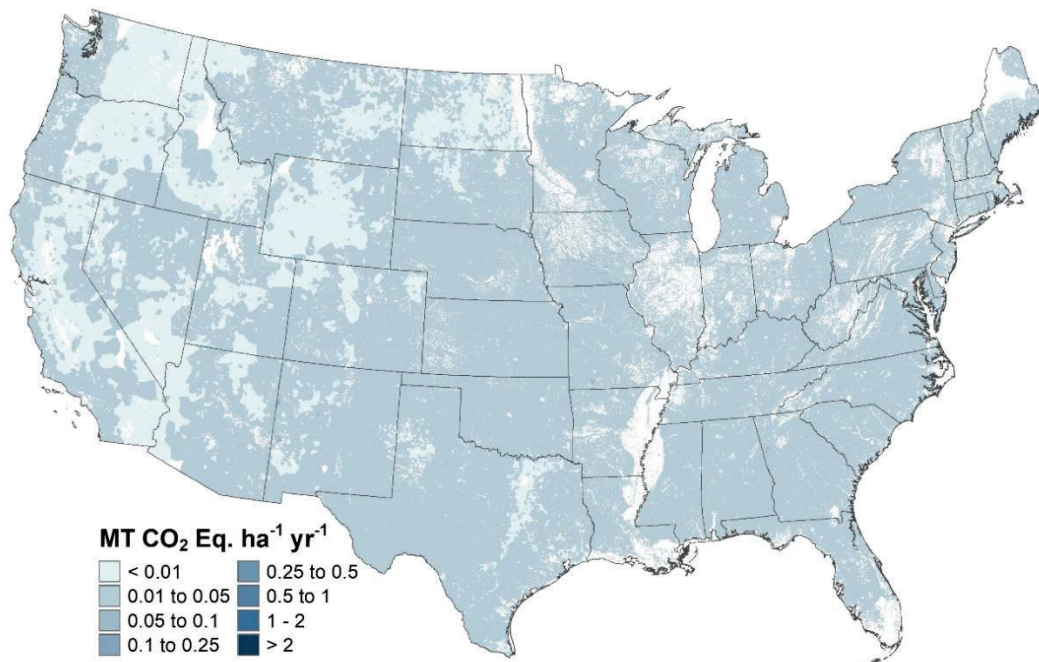 MT CO₂ Eq. ha⁻¹ yr⁻¹
< 0.01
0.01 to 0.05
0.05 to 0.1
0.1 to 0.25
0.25 to 0.5
0.5 to 1
1 - 2
> 2